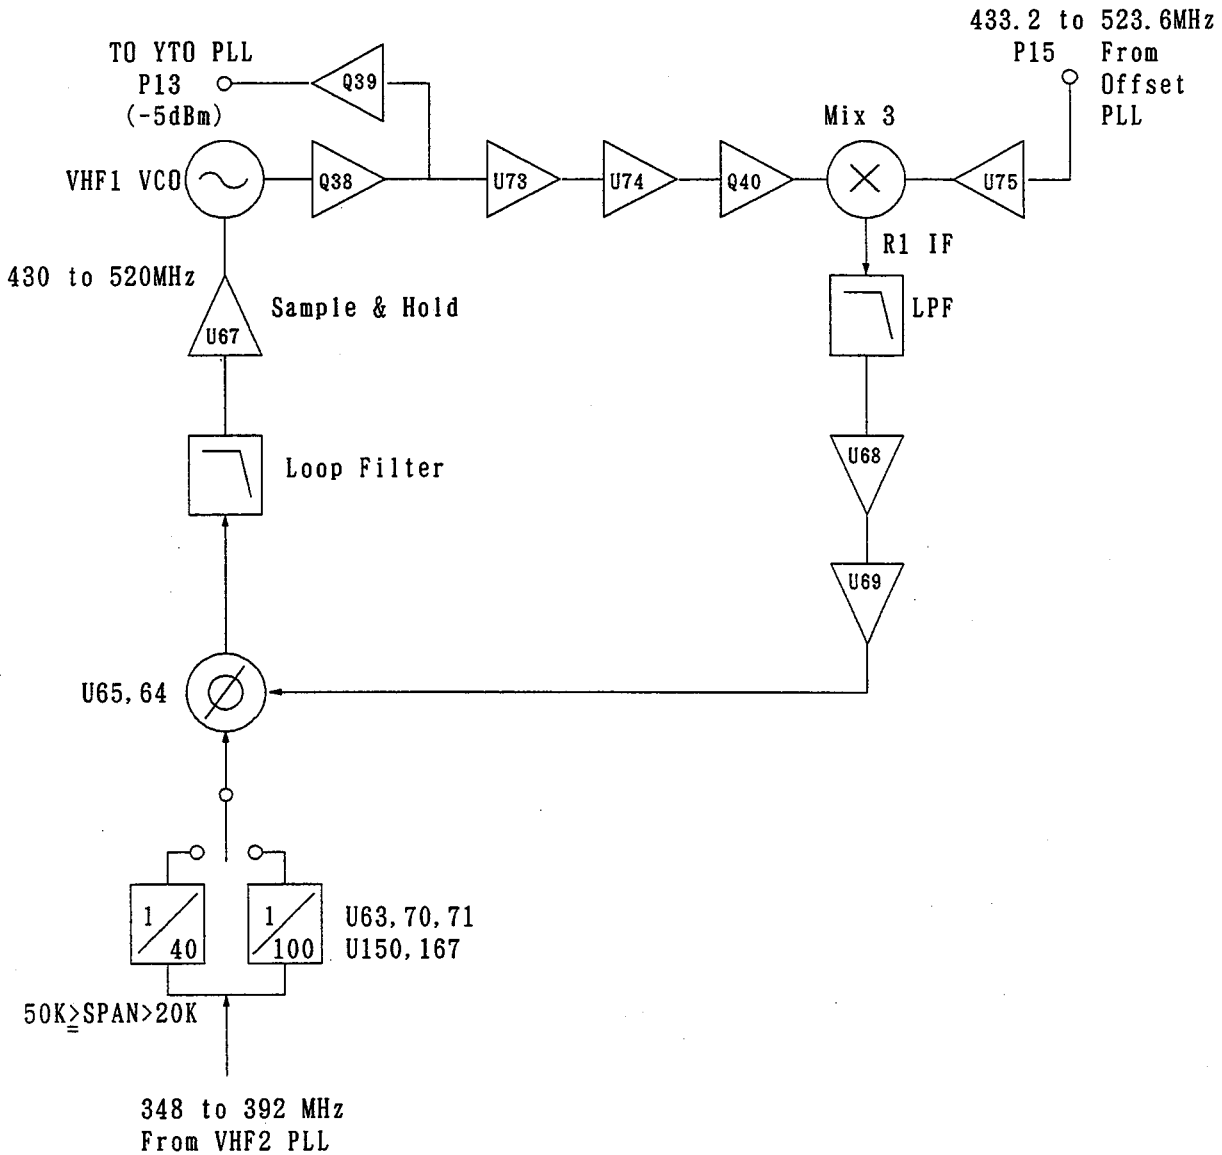 433.2 to 523.6MHz
P15 From
Offset
PLL
TO YTO PLL
P13
(-5dBm)
Q39
Mix 3
VHF1 VCO
Q38
U73
U74
Q40
U75
R1 IF
430 to 520MHz
Sample & Hold
U67
LPF
Loop Filter
U68
U69
U65,64
1/40
1/100
U63,70,71
U150,167
50K≧SPAN>20K
348 to 392 MHz
From VHF2 PLL